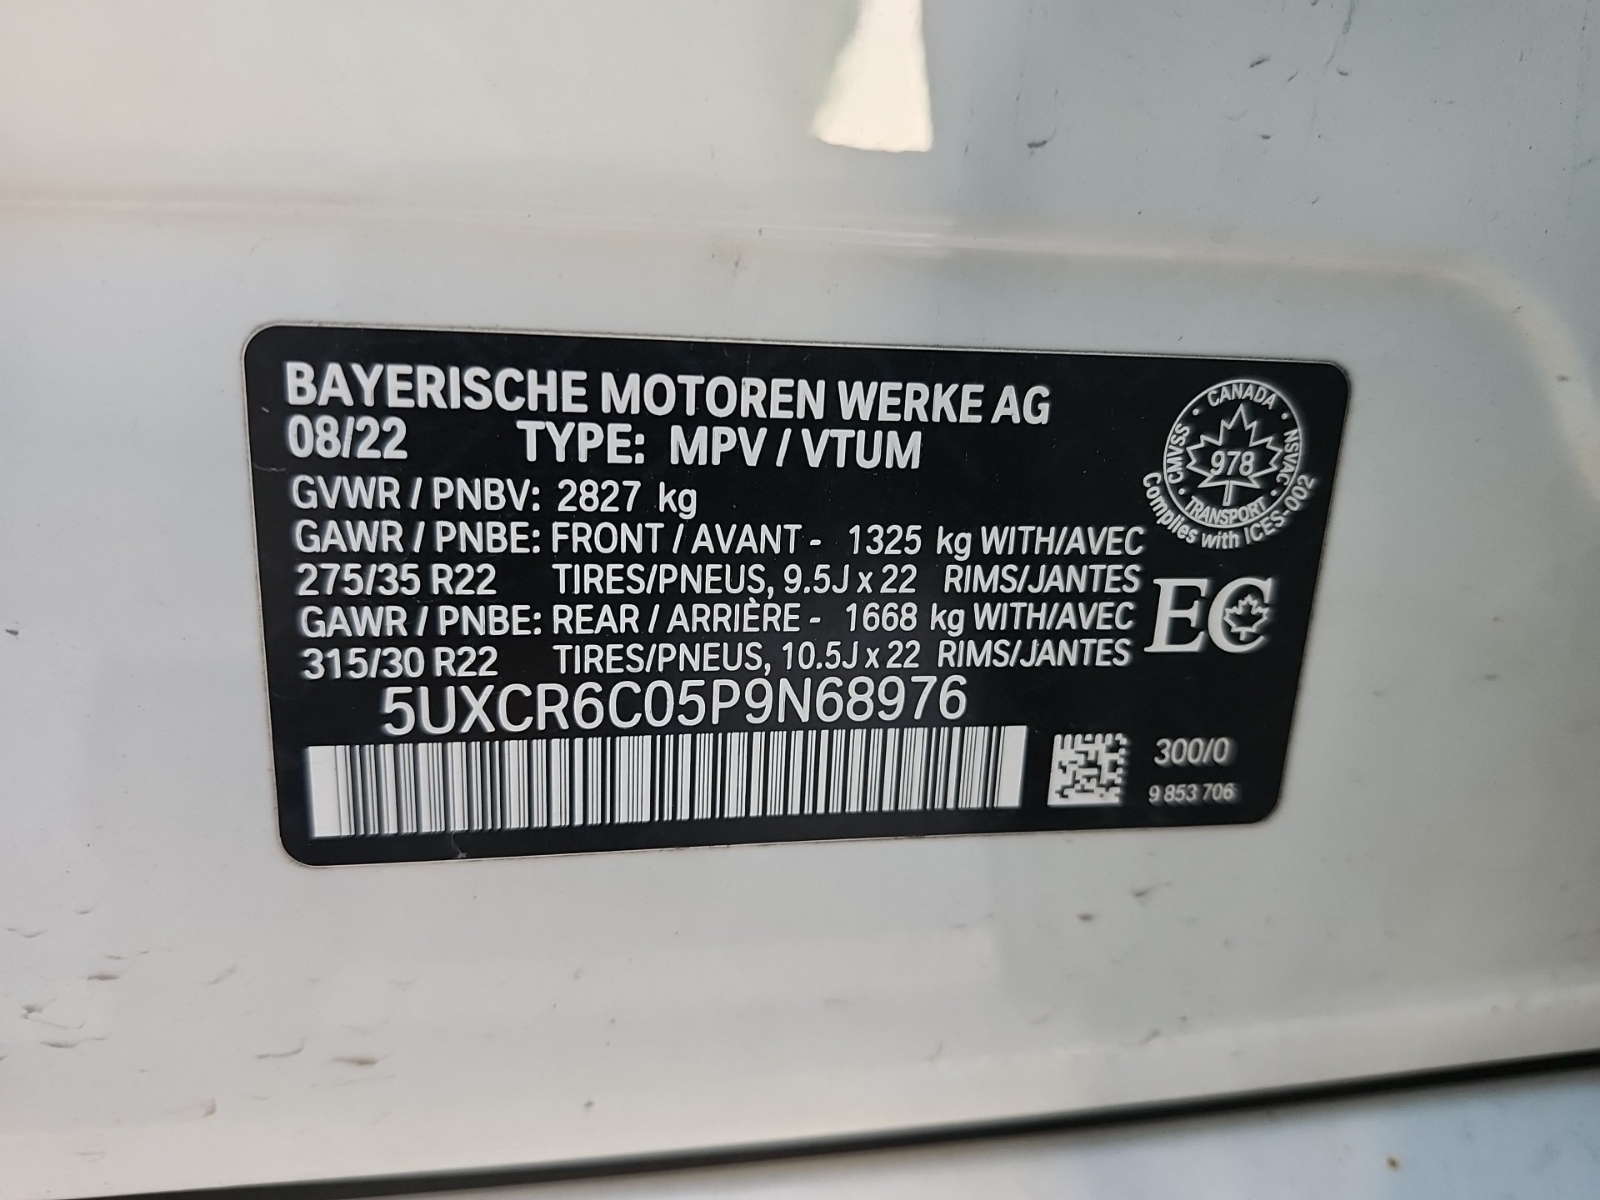 BAYERISCHE MOTOREN WERKE AG
08/22 TYPE: MPV / VTUM
GVWR / PNBV: 2827 kg
GAWR / PNBE: FRONT / AVANT - 1325 kg WITH/AVEC
275/35 R22 TIRES/PNEUS, 9.5J x 22 RIMS/JANTES
GAWR / PNBE: REAR / ARRIÈRE - 1668 kg WITH/AVEC
315/30 R22 TIRES/PNEUS, 10.5J x 22 RIMS/JANTES
5UXCR6C05P9N68976
CANADA
CMVSS · NSVAC
978
TRANSPORT
Complies with ICES-002
EC
300/0
9 853 706